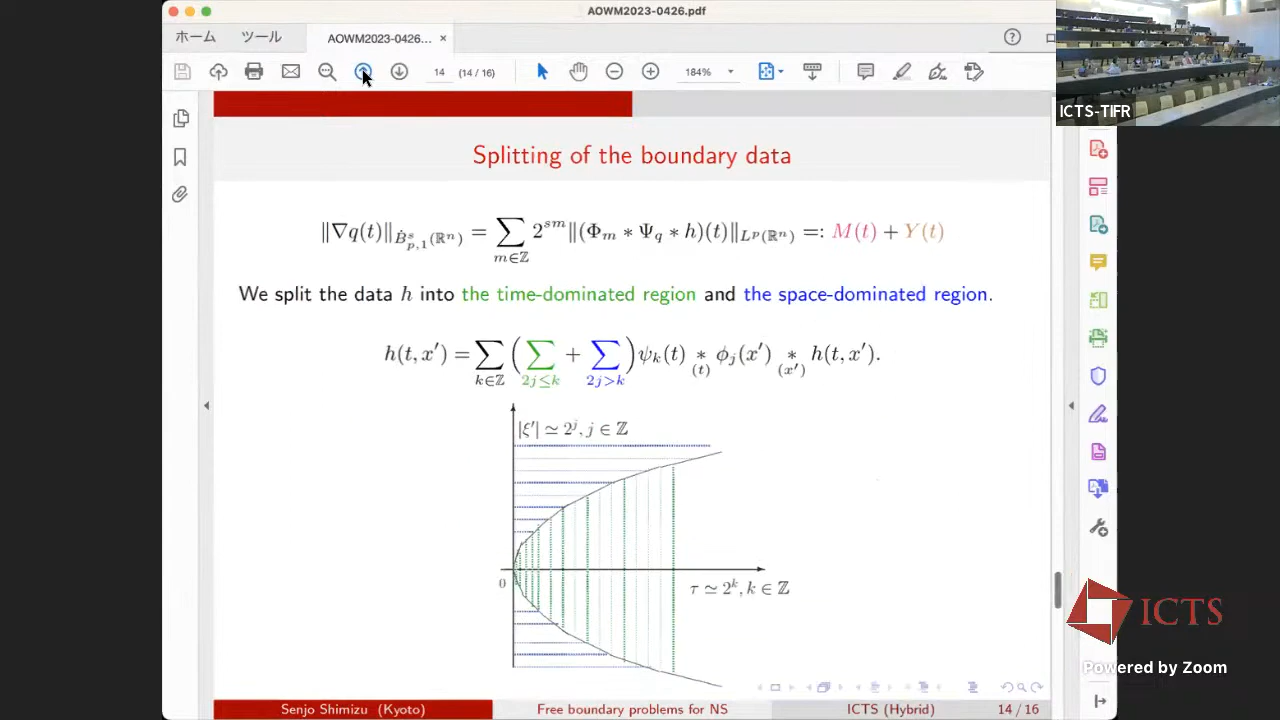 AOWM2023-0426.pdf
ホーム ツール AOWM2023-0426... ×
14 (14 / 16) 184%
ICTS-TIFR
Splitting of the boundary data
‖∇q(t)‖_{Ḃ^s_{p,1}(ℝⁿ)} = ∑_{m∈ℤ} 2^{sm}‖(Φ_m ∗ Ψ_q ∗ h)(t)‖_{L^p(ℝⁿ)} =: M(t) + Y(t)
We split the data h into the time-dominated region and the space-dominated region.
h(t, x′) = ∑_{k∈ℤ} (∑_{2j≤k} + ∑_{2j>k}) ψ_k(t) ∗_{(t)} φ_j(x′) ∗_{(x′)} h(t, x′).
|ξ′| ≃ 2^j, j ∈ ℤ
0
τ ≃ 2^k, k ∈ ℤ
ICTS
Powered by Zoom
Senjo Shimizu (Kyoto) Free boundary problems for NS ICTS (Hybrid) 14 / 16